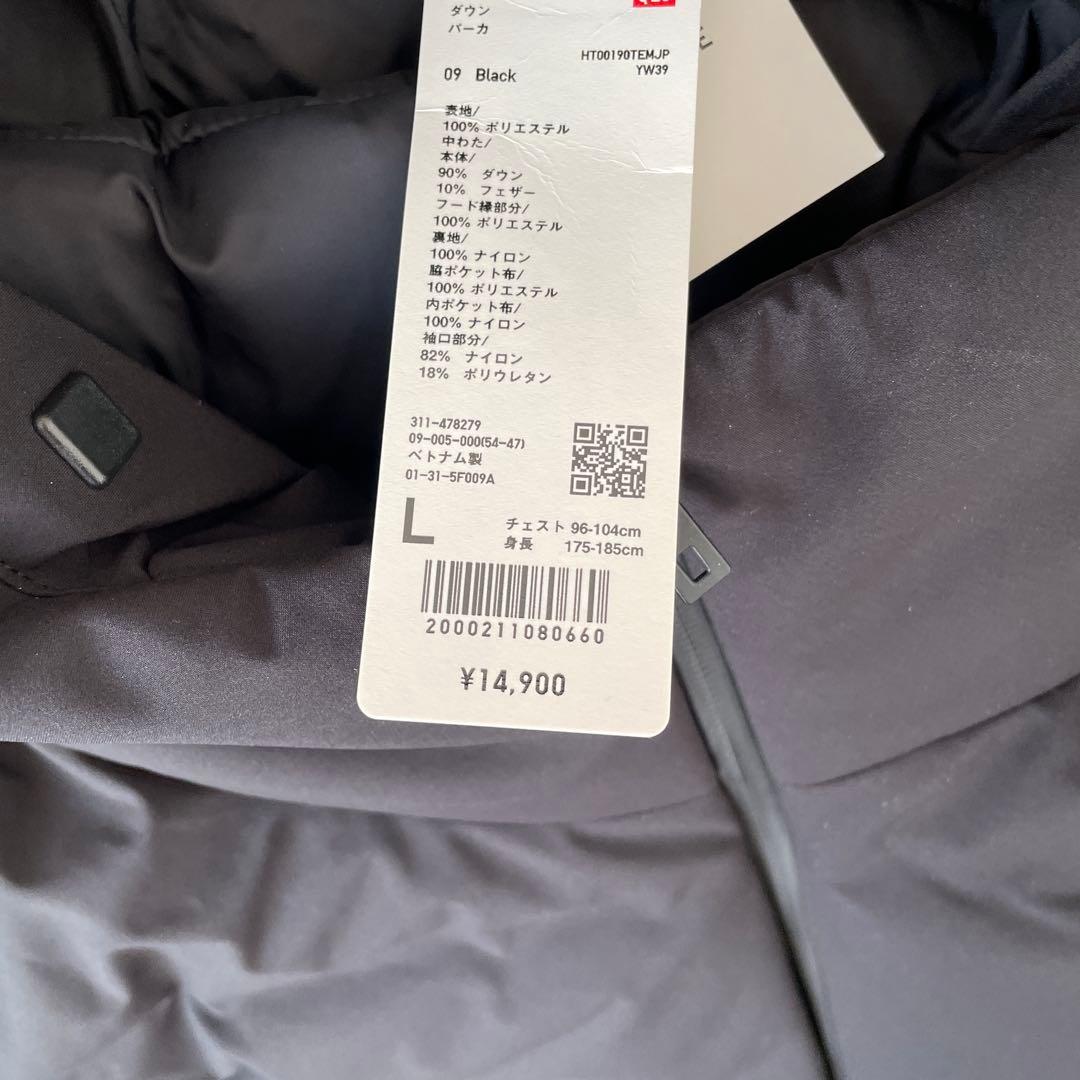 ダウン
パーカ
HT00190TEMJP
YW39
09 Black
表地/
100% ポリエステル
中わた/
本体/
90% ダウン
10% フェザー
フード縁部分/
100% ポリエステル
裏地/
100% ナイロン
脇ポケット布/
100% ポリエステル
内ポケット布/
100% ナイロン
袖口部分/
82% ナイロン
18% ポリウレタン
311-478279
09-005-000(54-47)
ベトナム製
01-31-5F009A
L
チェスト 96-104cm
身長 175-185cm
2000211080660
¥14,900